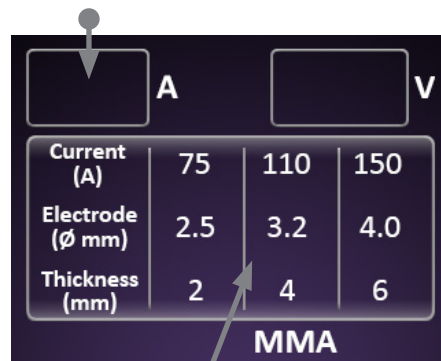 A V
Current (A) 75 110 150
Electrode (Ø mm) 2.5 3.2 4.0
Thickness (mm) 2 4 6
MMA